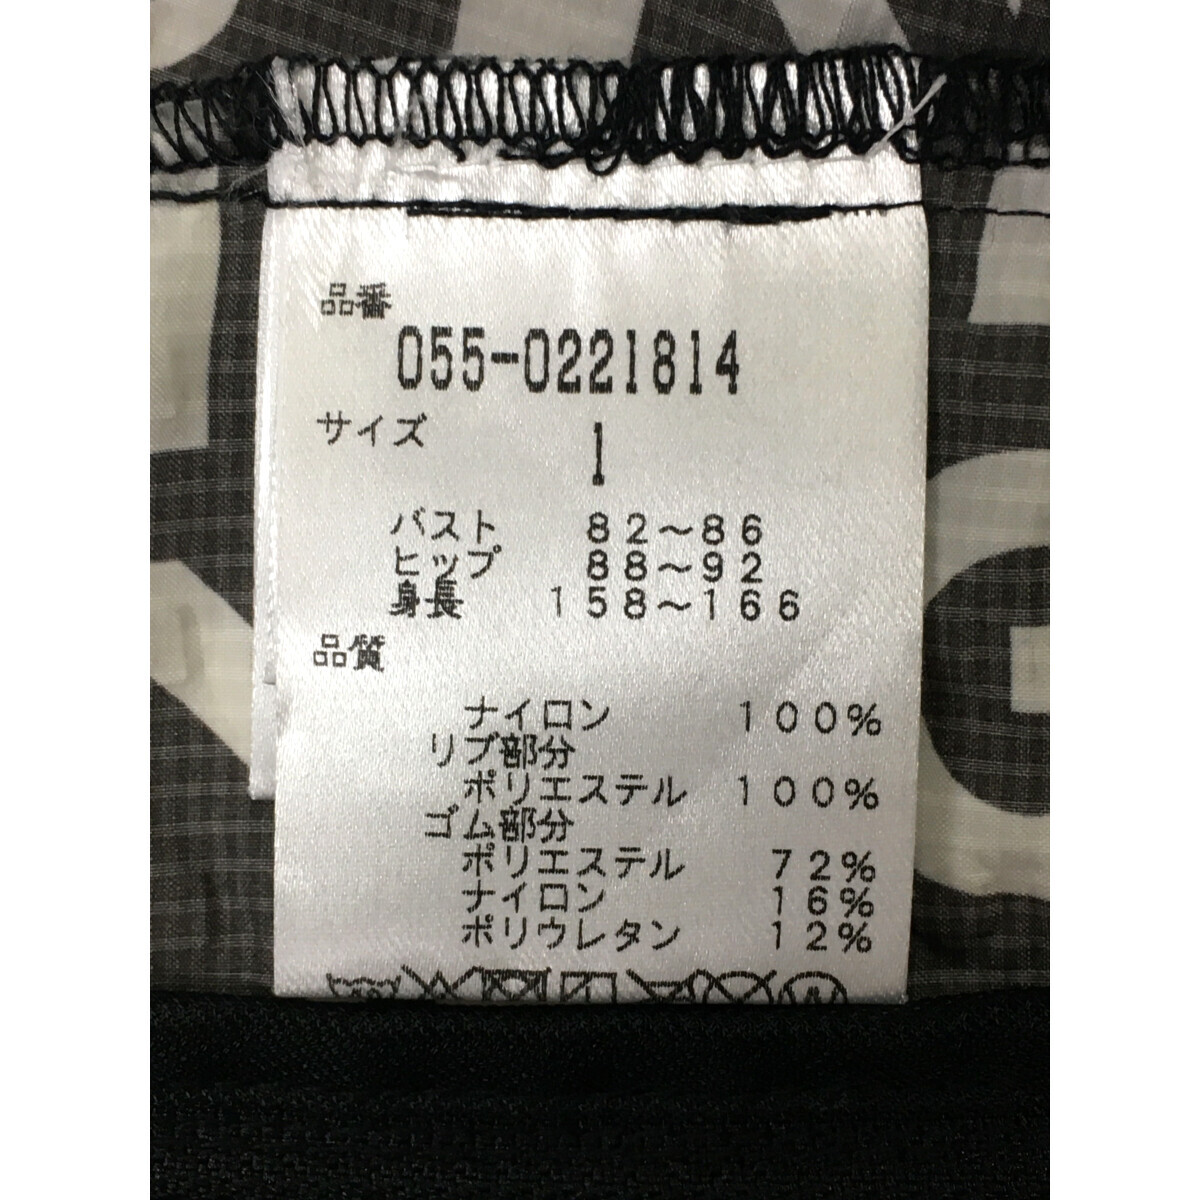 品番
055-0221814
サイズ 1
バスト 82~86
ヒップ 88~92
身長 158~166
品質
ナイロン 100%
リブ部分
ポリエステル 100%
ゴム部分
ポリエステル 72%
ナイロン 16%
ポリウレタン 12%